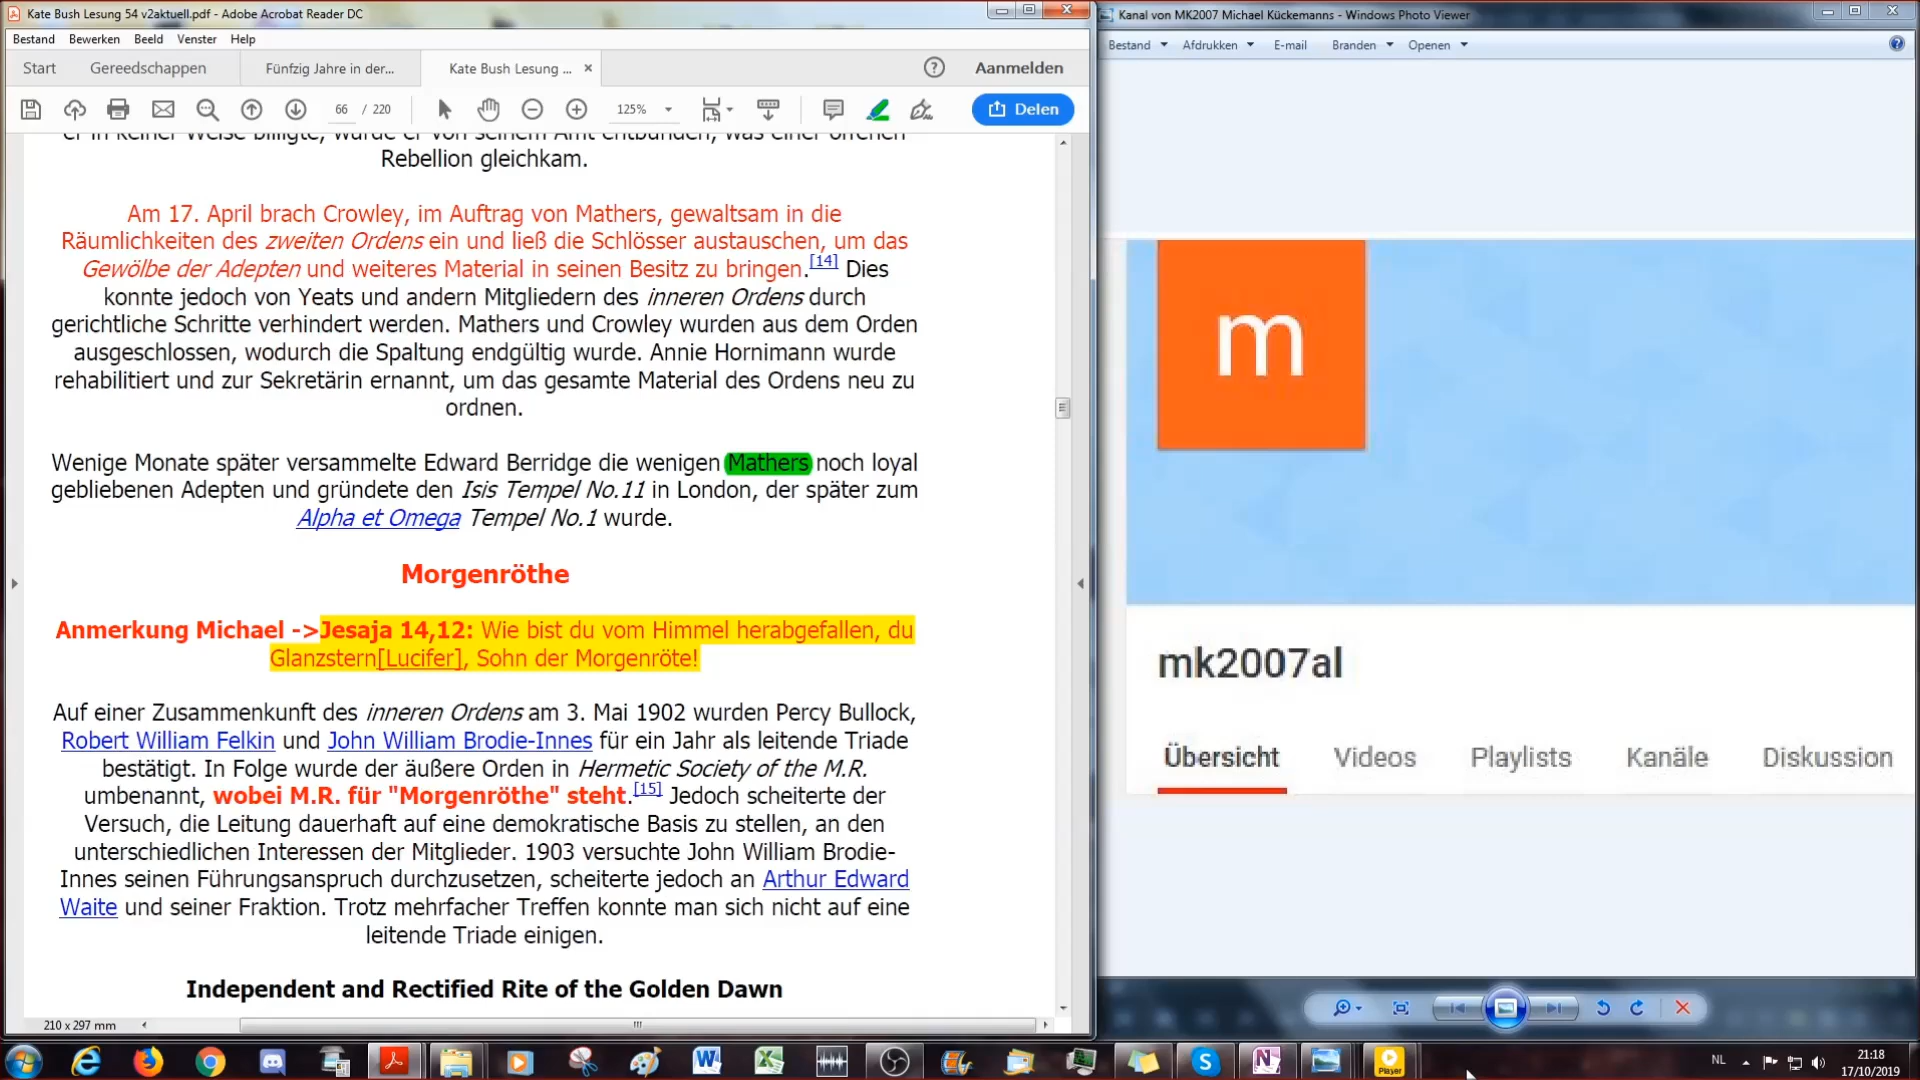 Kate Bush Lesung 54 v2aktuell.pdf - Adobe Acrobat Reader DC
Bestand Bewerken Beeld Venster Help
Start Gereedschappen Fünfzig Jahre in der... Kate Bush Lesung ... × Aanmelden
66 / 220 125% Delen
er in keiner Weise billigte, wurde er von seinem Amt entbunden, was einer offenen
Rebellion gleichkam.
Am 17. April brach Crowley, im Auftrag von Mathers, gewaltsam in die
Räumlichkeiten des zweiten Ordens ein und ließ die Schlösser austauschen, um das
Gewölbe der Adepten und weiteres Material in seinen Besitz zu bringen.[14] Dies
konnte jedoch von Yeats und andern Mitgliedern des inneren Ordens durch
gerichtliche Schritte verhindert werden. Mathers und Crowley wurden aus dem Orden
ausgeschlossen, wodurch die Spaltung endgültig wurde. Annie Hornimann wurde
rehabilitiert und zur Sekretärin ernannt, um das gesamte Material des Ordens neu zu
ordnen.
Wenige Monate später versammelte Edward Berridge die wenigen Mathers noch loyal
gebliebenen Adepten und gründete den Isis Tempel No.11 in London, der später zum
Alpha et Omega Tempel No.1 wurde.
Morgenröthe
Anmerkung Michael ->Jesaja 14,12: Wie bist du vom Himmel herabgefallen, du
Glanzstern[Lucifer], Sohn der Morgenröte!
Auf einer Zusammenkunft des inneren Ordens am 3. Mai 1902 wurden Percy Bullock,
Robert William Felkin und John William Brodie-Innes für ein Jahr als leitende Triade
bestätigt. In Folge wurde der äußere Orden in Hermetic Society of the M.R.
umbenannt, wobei M.R. für "Morgenröthe" steht.[15] Jedoch scheiterte der
Versuch, die Leitung dauerhaft auf eine demokratische Basis zu stellen, an den
unterschiedlichen Interessen der Mitglieder. 1903 versuchte John William Brodie-
Innes seinen Führungsanspruch durchzusetzen, scheiterte jedoch an Arthur Edward
Waite und seiner Fraktion. Trotz mehrfacher Treffen konnte man sich nicht auf eine
leitende Triade einigen.
Independent and Rectified Rite of the Golden Dawn
210 x 297 mm
Kanal von MK2007 Michael Kückemanns - Windows Photo Viewer
Bestand Afdrukken E-mail Branden Openen
m
mk2007al
Übersicht Videos Playlists Kanäle Diskussion
Player
NL
21:18
17/10/2019